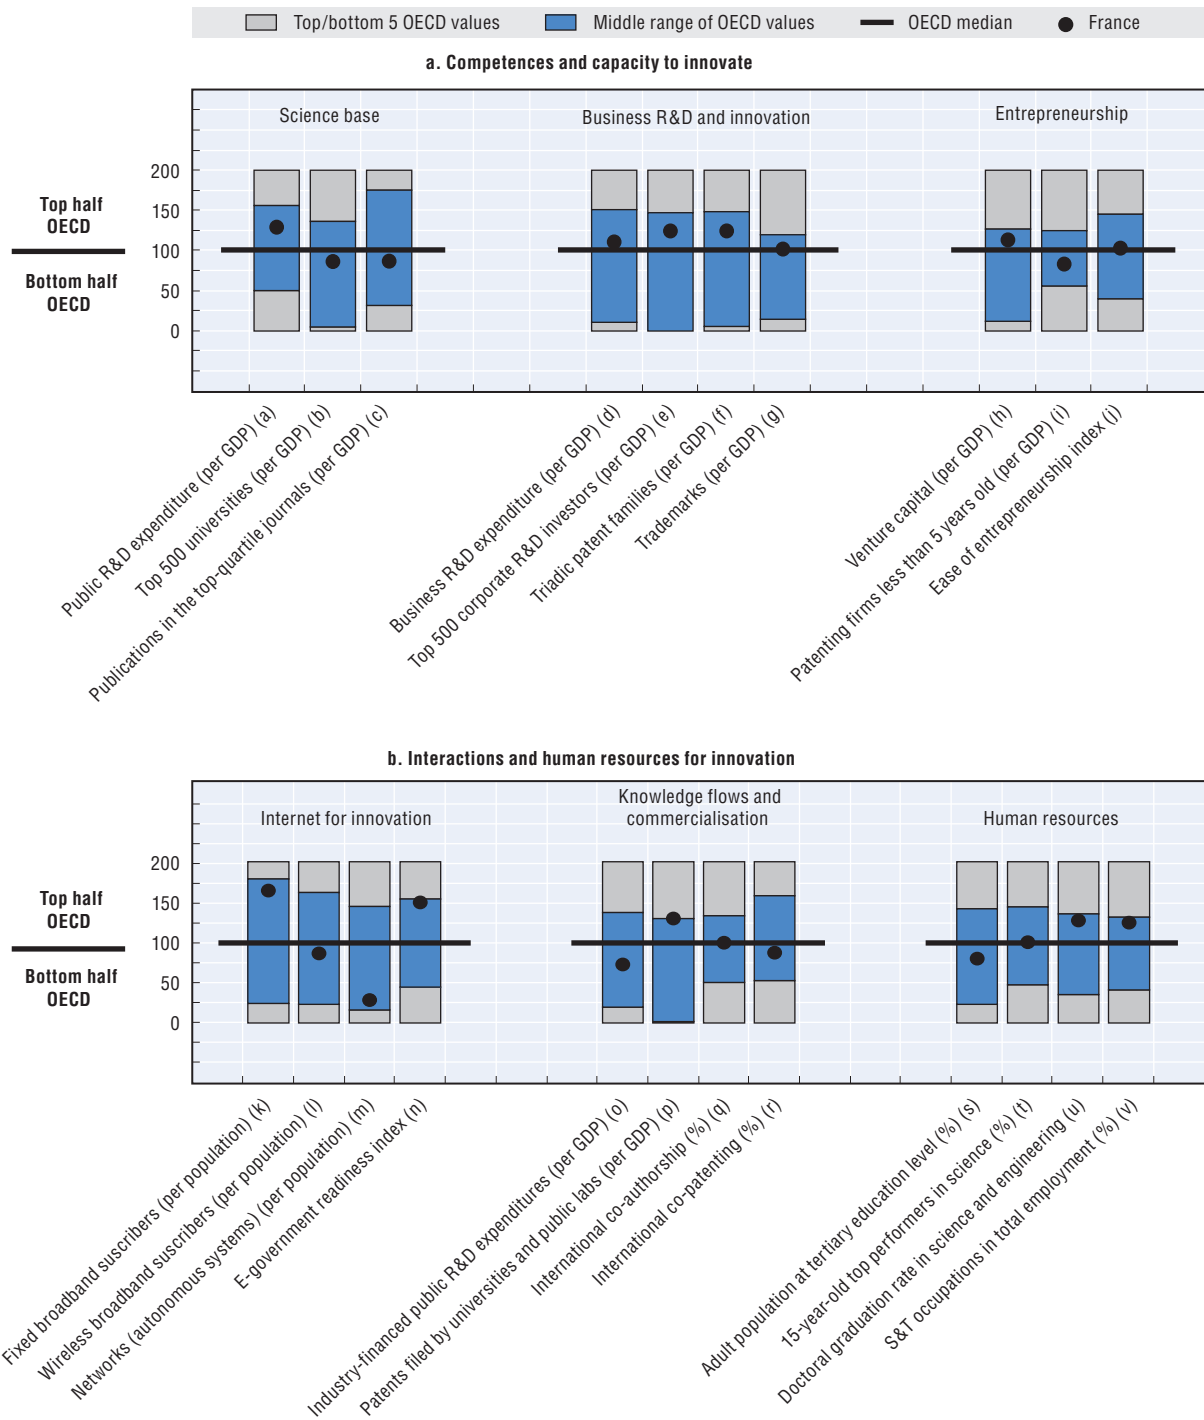 Top/bottom 5 OECD values
Middle range of OECD values
OECD median
France
a. Competences and capacity to innovate
Science base
Business R&D and innovation
Entrepreneurship
200
150
100
50
0
Top half
OECD
Bottom half
OECD
Public R&D expenditure (per GDP) (a)
Top 500 universities (per GDP) (b)
Publications in the top-quartile journals (per GDP) (c)
Business R&D expenditure (per GDP) (d)
Top 500 corporate R&D investors (per GDP) (e)
Triadic patent families (per GDP) (f)
Trademarks (per GDP) (g)
Venture capital (per GDP) (h)
Patenting firms less than 5 years old (per GDP) (i)
Ease of entrepreneurship index (j)
b. Interactions and human resources for innovation
Internet for innovation
Knowledge flows and
commercialisation
Human resources
200
150
100
50
0
Top half
OECD
Bottom half
OECD
Fixed broadband suscribers (per population) (k)
Wireless broadband suscribers (per population) (l)
Networks (autonomous systems) (per population) (m)
E-government readiness index (n)
Industry-financed public R&D expenditures (per GDP) (o)
Patents filed by universities and public labs (per GDP) (p)
International co-authorship (%) (q)
International co-patenting (%) (r)
Adult population at tertiary education level (%) (s)
15-year-old top performers in science (%) (t)
Doctoral graduation rate in science and engineering (u)
S&T occupations in total employment (%) (v)